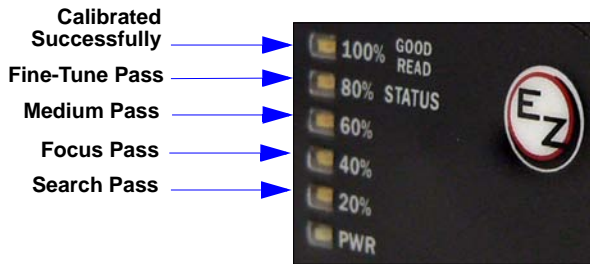 Calibrated
Successfully
Fine-Tune Pass
Medium Pass
Focus Pass
Search Pass
100% GOOD
READ
80% STATUS
60%
40%
20%
PWR
EZ